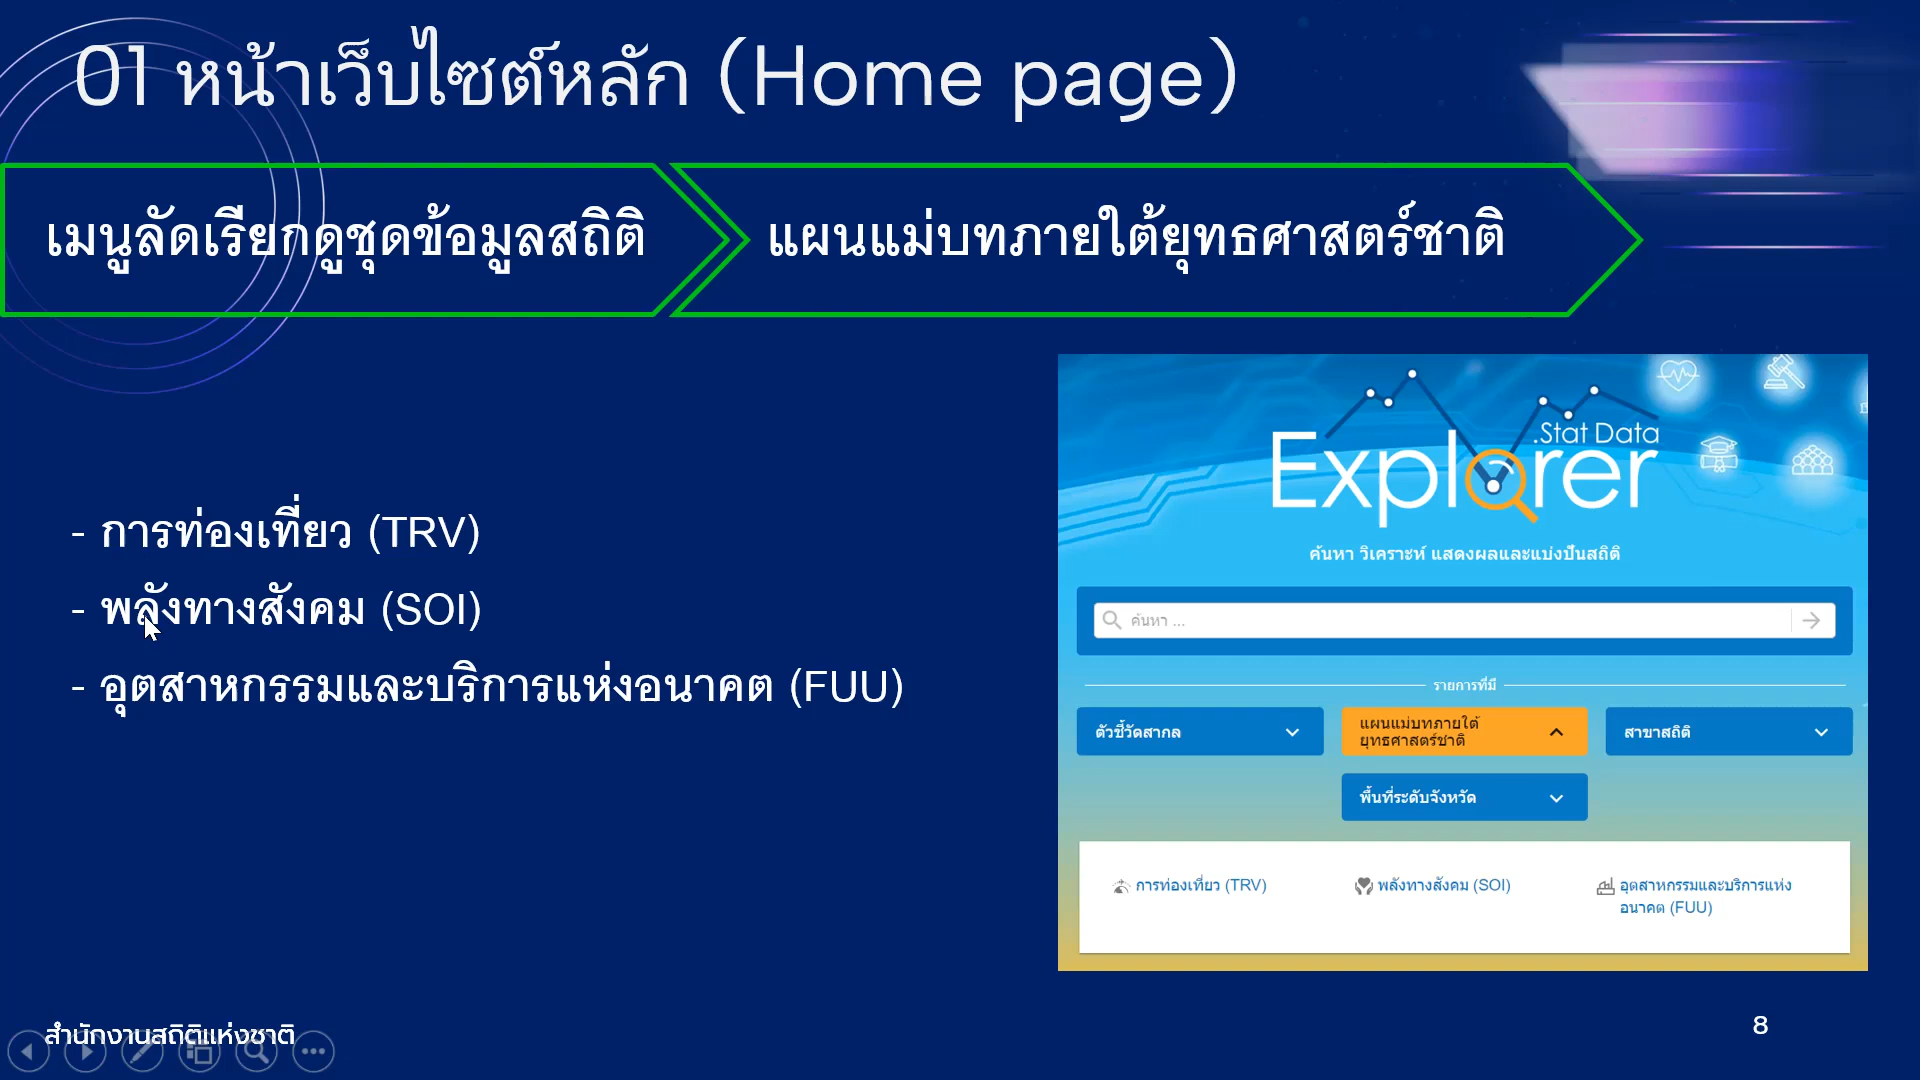 01 หน้าเว็บไซต์หลัก (Home page)
เมนูลัดเรียกดูชุดข้อมูลสถิติ
แผนแม่บทภายใต้ยุทธศาสตร์ชาติ
- การท่องเที่ยว (TRV)
- พลังทางสังคม (SOI)
- อุตสาหกรรมและบริการแห่งอนาคต (FUU)
.Stat Data
Explorer
ค้นหา วิเคราะห์ แสดงผลและแบ่งปันสถิติ
ค้นหา ...
รายการที่มี
ตัวชี้วัดสากล
แผนแม่บทภายใต้
ยุทธศาสตร์ชาติ
สาขาสถิติ
พื้นที่ระดับจังหวัด
การท่องเที่ยว (TRV)
พลังทางสังคม (SOI)
อุตสาหกรรมและบริการแห่ง
อนาคต (FUU)
สำนักงานสถิติแห่งชาติ
8